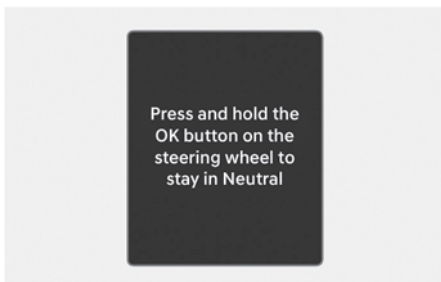 Press and hold the
OK button on the
steering wheel to
stay in Neutral